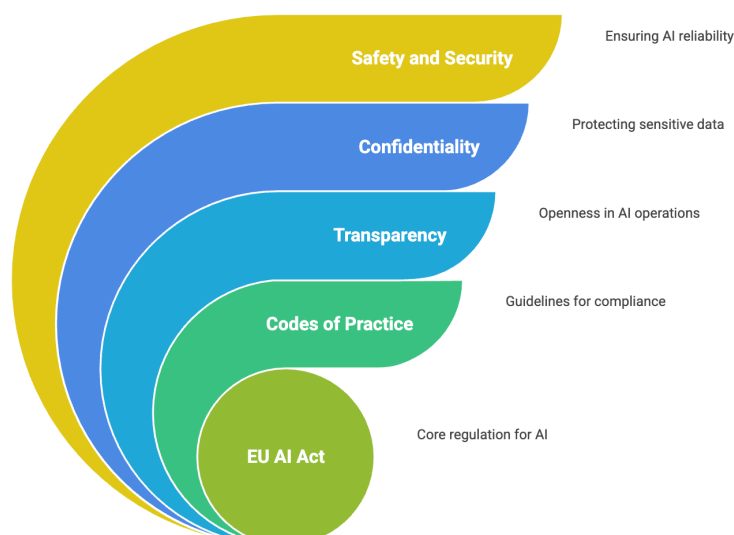 Safety and Security
Ensuring AI reliability
Confidentiality
Protecting sensitive data
Transparency
Openness in AI operations
Codes of Practice
Guidelines for compliance
EU AI Act
Core regulation for AI